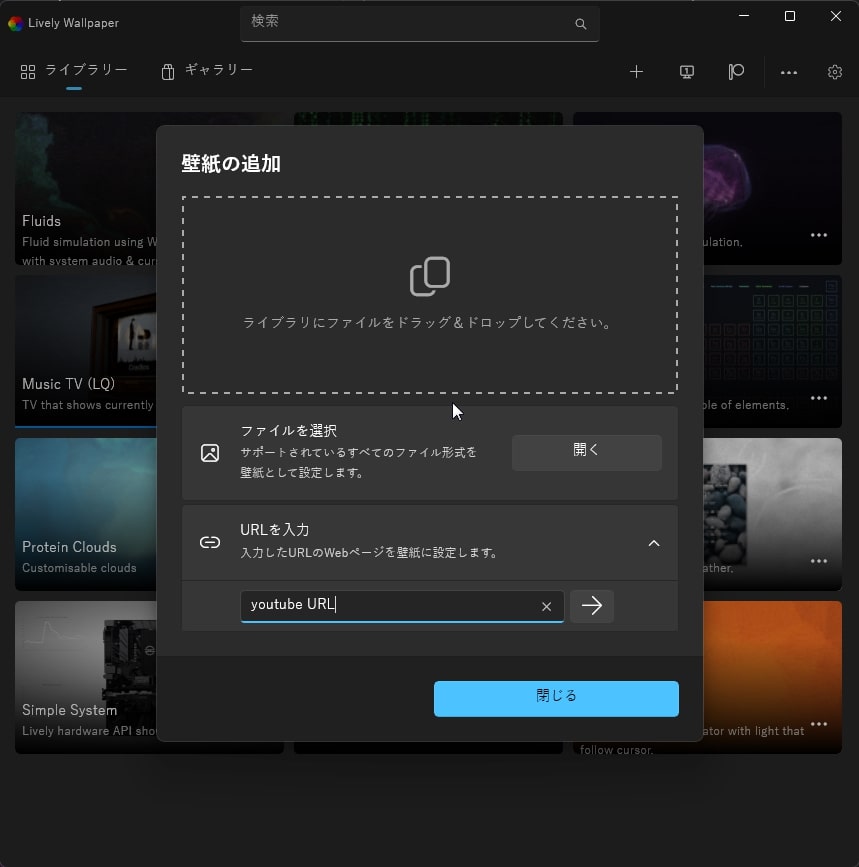 Lively Wallpaper
検索
ライブラリー
ギャラリー
壁紙の追加
ライブラリにファイルをドラッグ＆ドロップしてください。
ファイルを選択
サポートされているすべてのファイル形式を
壁紙として設定します。
開く
URLを入力
入力したURLのWebページを壁紙に設定します。
youtube URL
閉じる
Fluids
Fluid simulation using W
with system audio & cur
ulation,
Music TV (LQ)
TV that shows currently
ble of elements,
Protein Clouds
Customisable clouds
ather,
Simple System
Lively hardware API sho
ator with light that
follow cursor.